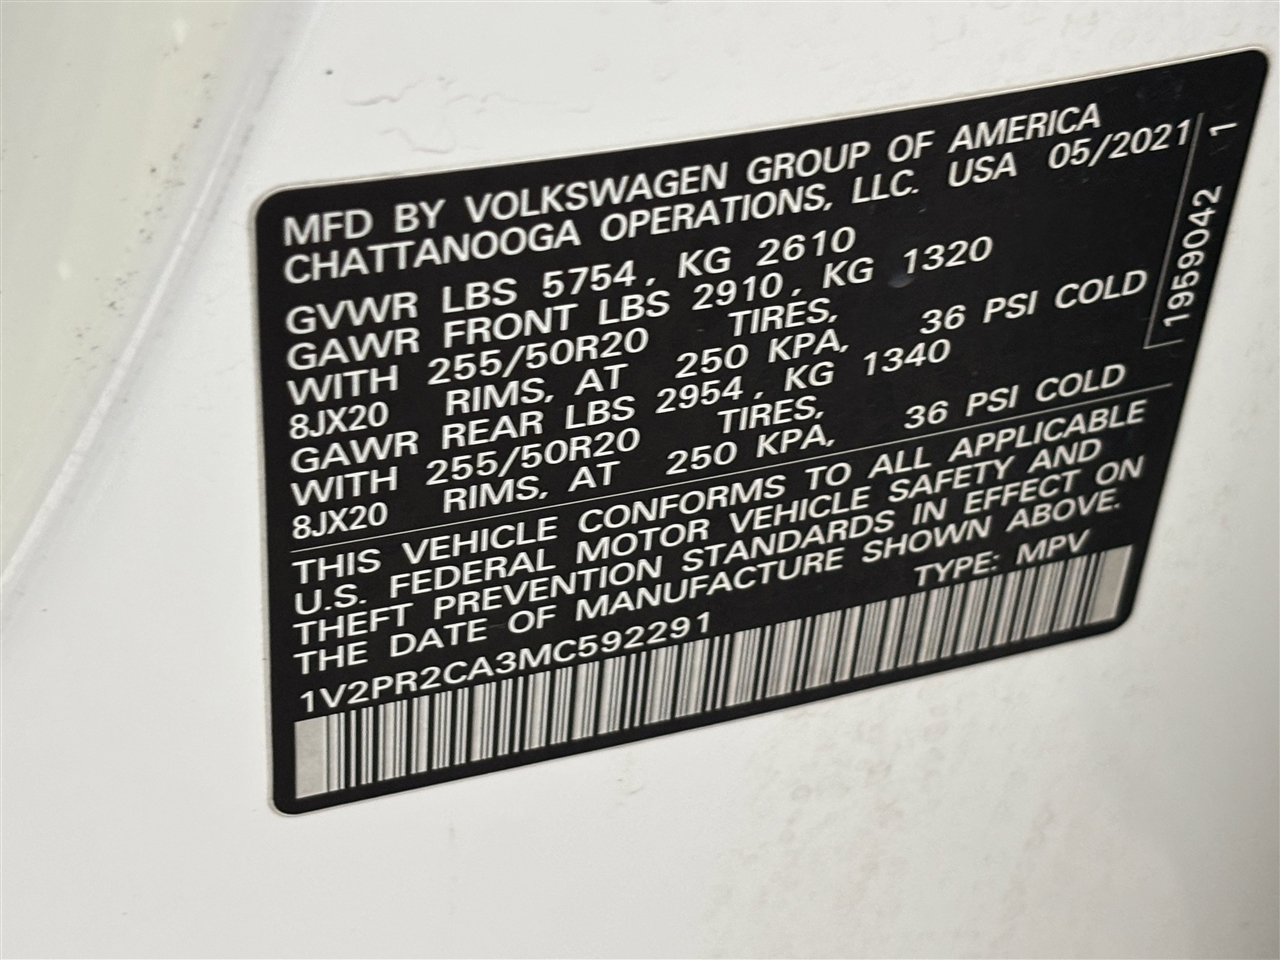 MFD BY VOLKSWAGEN GROUP OF AMERICA
CHATTANOOGA OPERATIONS, LLC. USA 05/2021
GVWR LBS 5754, KG 2610
GAWR FRONT LBS 2910, KG 1320
WITH 255/50R20 TIRES,
8JX20 RIMS, AT 250 KPA, 36 PSI COLD
GAWR REAR LBS 2954, KG 1340
WITH 255/50R20 TIRES,
8JX20 RIMS, AT 250 KPA, 36 PSI COLD
THIS VEHICLE CONFORMS TO ALL APPLICABLE
U.S. FEDERAL MOTOR VEHICLE SAFETY AND
THEFT PREVENTION STANDARDS IN EFFECT ON
THE DATE OF MANUFACTURE SHOWN ABOVE.
1V2PR2CA3MC592291 TYPE: MPV
1959042 1